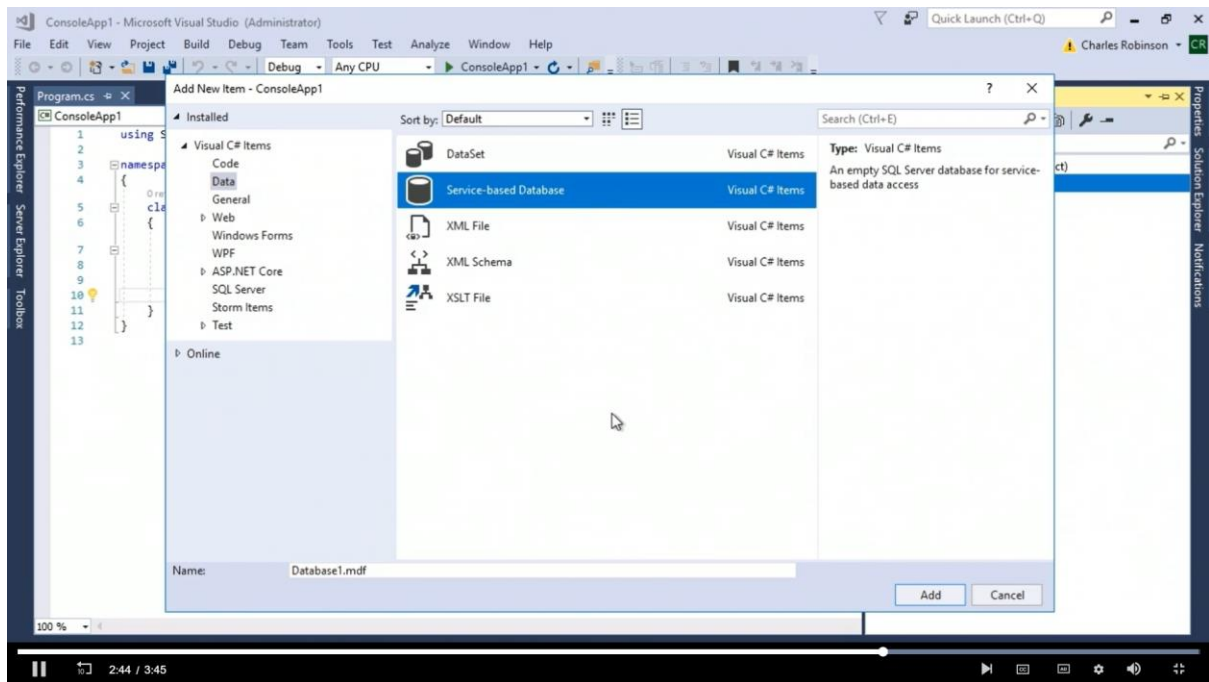 ConsoleApp1 - Microsoft Visual Studio (Administrator)
Quick Launch (Ctrl+Q)
File Edit View Project Build Debug Team Tools Test Analyze Window Help
Charles Robinson CR
Debug Any CPU ConsoleApp1
Performance Explorer
Server Explorer
Toolbox
Program.cs
ConsoleApp1
1 using S
2
3 namespa
4 {
0 re
5 cla
6 {
7
8
9
10
11 }
12 }
13
100 %
Add New Item - ConsoleApp1 ?
Installed
Visual C# Items
Code
Data
General
Web
Windows Forms
WPF
ASP.NET Core
SQL Server
Storm Items
Test
Online
Sort by: Default
Search (Ctrl+E)
DataSet Visual C# Items
Service-based Database Visual C# Items
XML File Visual C# Items
XML Schema Visual C# Items
XSLT File Visual C# Items
Type: Visual C# Items
An empty SQL Server database for service-
based data access
Name: Database1.mdf
Add Cancel
ct)
Properties
Solution Explorer
Notifications
10 2:44 / 3:45
CC